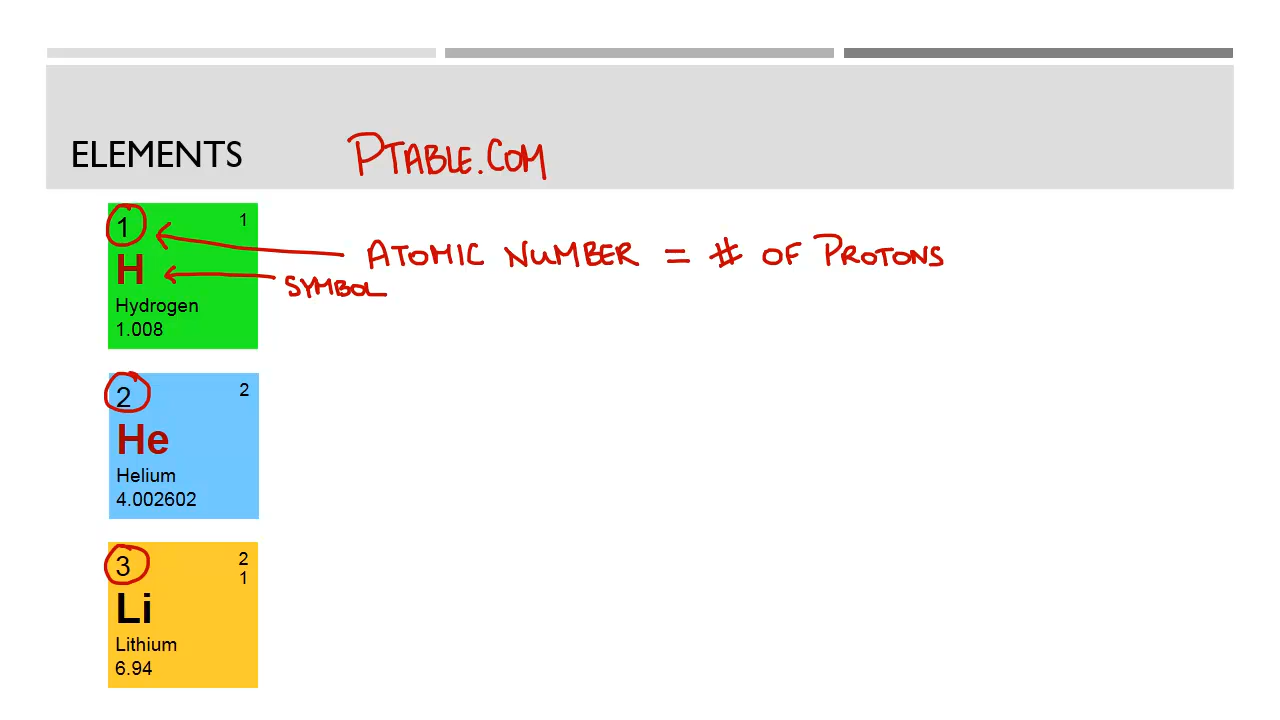 ELEMENTS PTABLE.COM
1 1
ATOMIC NUMBER = # OF PROTONS
H
SYMBOL
Hydrogen
1.008
2 2
He
Helium
4.002602
3 2
1
Li
Lithium
6.94